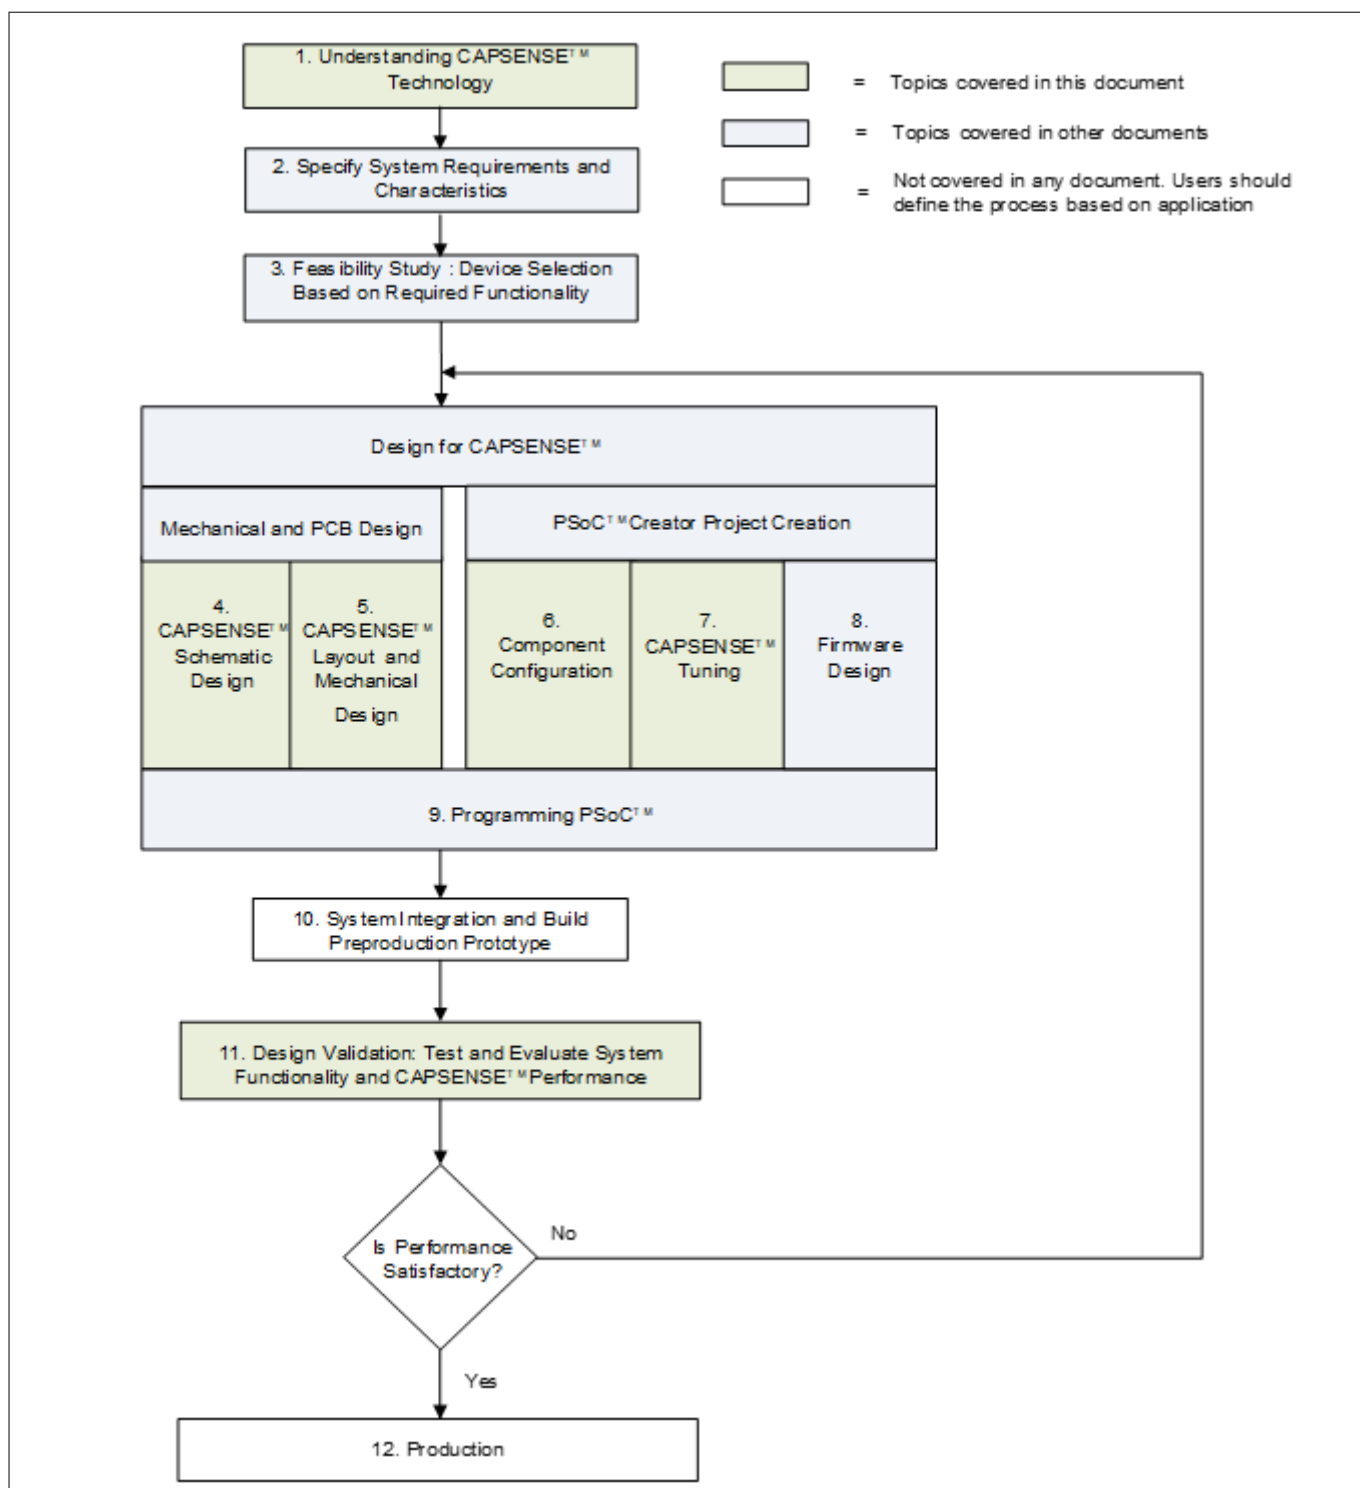 1. Understanding CAPSENSE™
Technology
= Topics covered in this document
= Topics covered in other documents
= Not covered in any document. Users should
define the process based on application
2. Specify System Requirements and
Characteristics
3. Feasibility Study : Device Selection
Based on Required Functionality
Design for CAPSENSE™
Mechanical and PCB Design
PSoC™ Creator Project Creation
4.
CAPSENSE™
Schematic
Design
5.
CAPSENSE™
Layout and
Mechanical
Design
6.
Component
Configuration
7.
CAPSENSE™
Tuning
8.
Firmware
Design
9. Programming PSoC™
10. System Integration and Build
Preproduction Prototype
11. Design Validation: Test and Evaluate System
Functionality and CAPSENSE™ Performance
Is Performance
Satisfactory?
No
Yes
12. Production